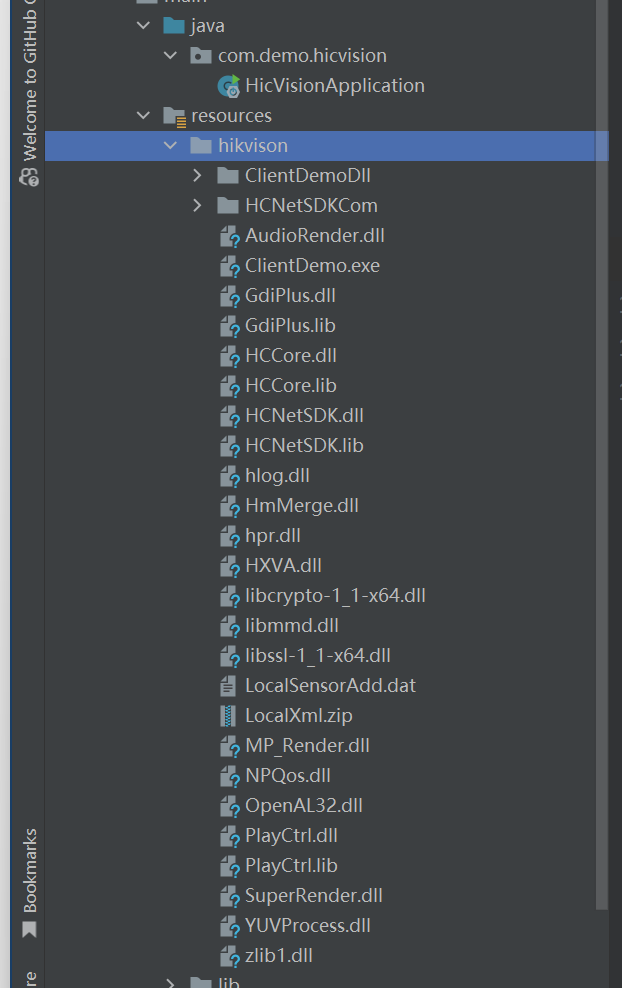 main
java
com.demo.hicvision
HicVisionApplication
resources
hikvison
ClientDemoDll
HCNetSDKCom
AudioRender.dll
ClientDemo.exe
GdiPlus.dll
GdiPlus.lib
HCCore.dll
HCCore.lib
HCNetSDK.dll
HCNetSDK.lib
hlog.dll
HmMerge.dll
hpr.dll
HXVA.dll
libcrypto-1_1-x64.dll
libmmd.dll
libssl-1_1-x64.dll
LocalSensorAdd.dat
LocalXml.zip
MP_Render.dll
NPQos.dll
OpenAL32.dll
PlayCtrl.dll
PlayCtrl.lib
SuperRender.dll
YUVProcess.dll
zlib1.dll
lib
Welcome to GitHub
Bookmarks
re